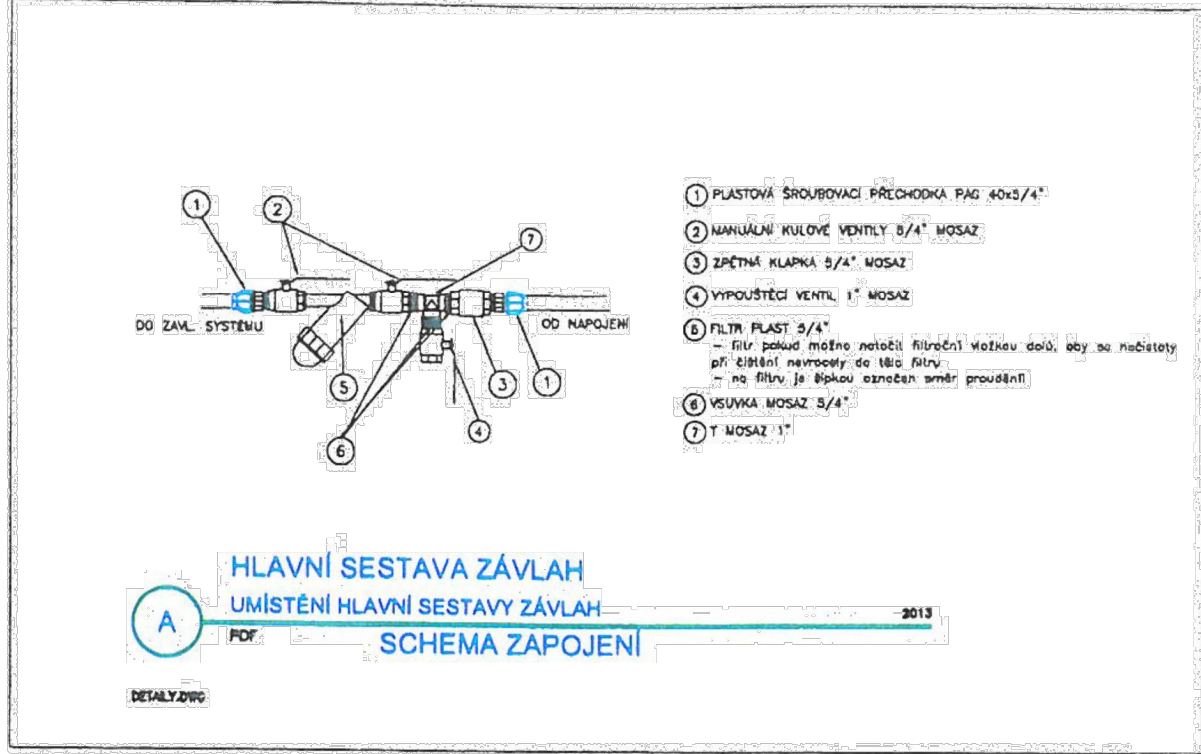 1
2
7
DO ZAVL. SYSTÉMU
OD NAPOJENÍ
5
3
1
6
4
1 PLASTOVÁ ŠROUBOVACÍ PŘECHODKA PAG 40x5/4"
2 MANUÁLNÍ KULOVÉ VENTILY 5/4" MOSAZ
3 ZPĚTNÁ KLAPKA 5/4" MOSAZ
4 VYPOUŠTĚCÍ VENTIL 1" MOSAZ
5 FILTR PLAST 5/4"
– filtr pokud možno natočit filtrační vložkou dolů, aby se nečistoty
při čištění nevracely do těla filtru
– na filtru je šipkou označen směr proudění
6 VSUVKA MOSAZ 5/4"
7 T MOSAZ 1"
HLAVNÍ SESTAVA ZÁVLAH
A
UMÍSTĚNÍ HLAVNÍ SESTAVY ZÁVLAH
2013
PDF
SCHEMA ZAPOJENÍ
DETAILY.DWG